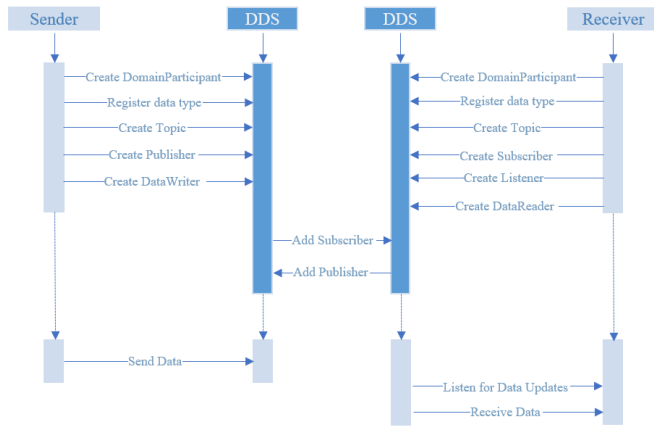 Sender
DDS
DDS
Receiver
Create DomainParticipant
Create DomainParticipant
Register data type
Register data type
Create Topic
Create Topic
Create Publisher
Create Subscriber
Create DataWriter
Create Listener
Create DataReader
Add Subscriber
Add Publisher
Send Data
Listen for Data Updates
Receive Data